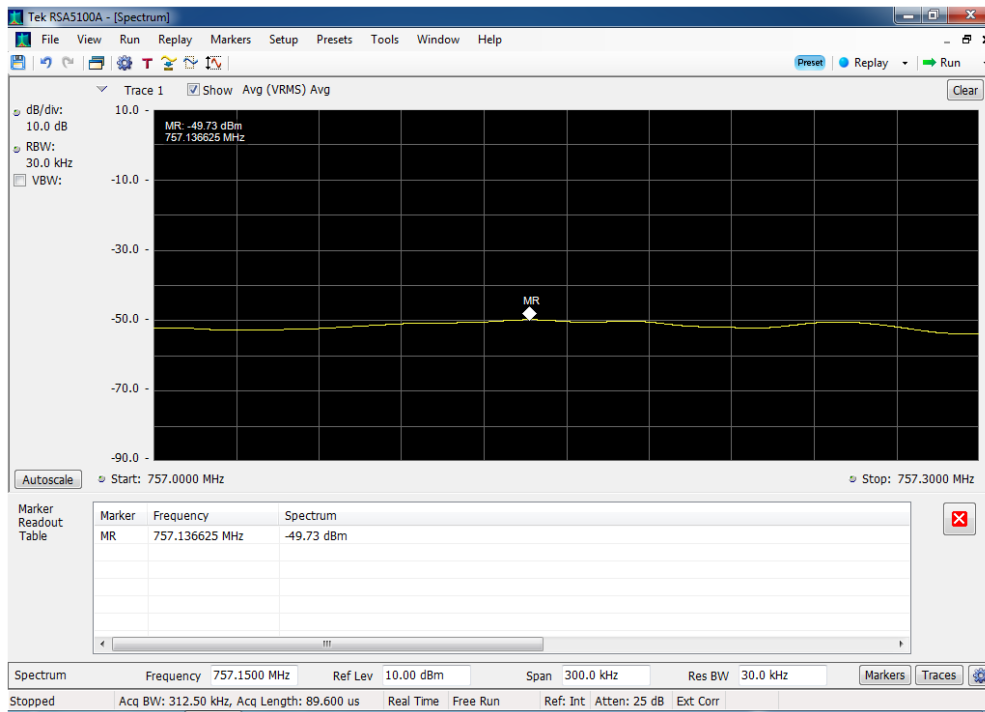 Tek RSA5100A - [Spectrum]
File View Run Replay Markers Setup Presets Tools Window Help
T Preset Replay Run
Trace 1 Show Avg (VRMS) Avg Clear
dB/div:
10.0 dB
RBW:
30.0 kHz
VBW:
10.0
-10.0
-30.0
-50.0
-70.0
-90.0
MR: -49.73 dBm
757.136625 MHz
MR
Autoscale Start: 757.0000 MHz Stop: 757.3000 MHz
Marker
Readout
Table
Marker Frequency Spectrum
MR 757.136625 MHz -49.73 dBm
Spectrum Frequency 757.1500 MHz Ref Lev 10.00 dBm Span 300.0 kHz Res BW 30.0 kHz Markers Traces
Stopped Acq BW: 312.50 kHz, Acq Length: 89.600 us Real Time Free Run Ref: Int Atten: 25 dB Ext Corr